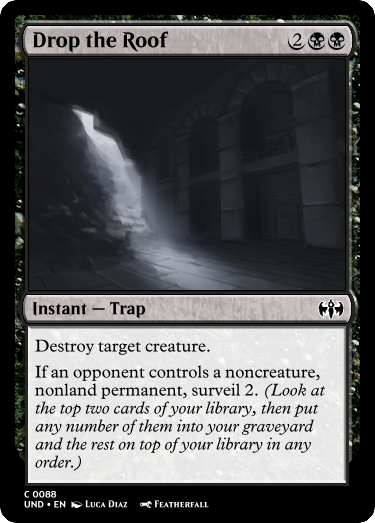 Drop the Roof 2
Instant — Trap
Destroy target creature.
If an opponent controls a noncreature,
nonland permanent, surveil 2. (Look at
the top two cards of your library, then put
any number of them into your graveyard
and the rest on top of your library in any
order.)
C 0088
UND • EN Luca Diaz Featherfall